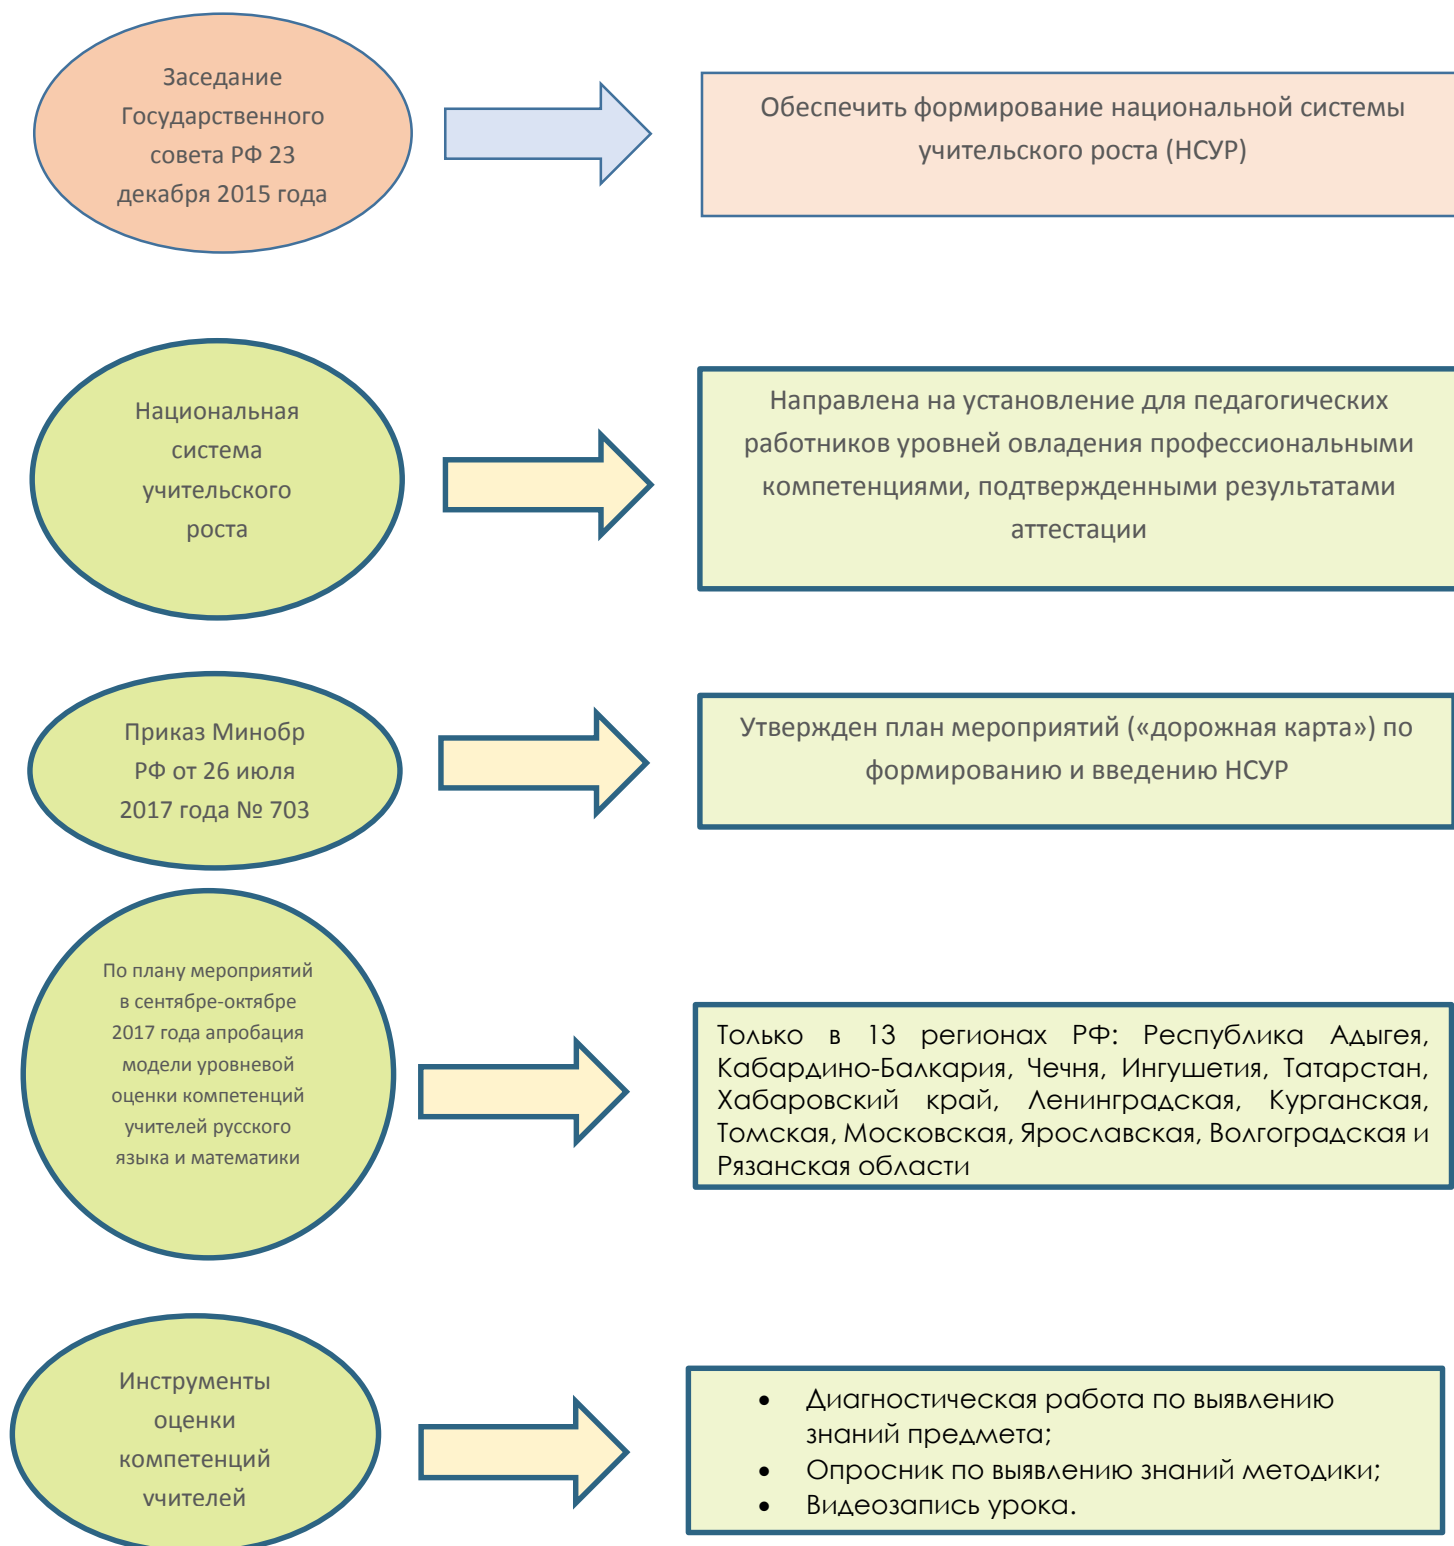 Заседание
Государственного
совета РФ 23
декабря 2015 года
Обеспечить формирование национальной системы
учительского роста (НСУР)
Национальная
система
учительского
роста
Направлена на установление для педагогических
работников уровней овладения профессиональными
компетенциями, подтвержденными результатами
аттестации
Приказ Минобр
РФ от 26 июля
2017 года № 703
Утвержден план мероприятий («дорожная карта») по
формированию и введению НСУР
По плану мероприятий
в сентябре-октябре
2017 года апробация
модели уровневой
оценки компетенций
учителей русского
языка и математики
Только в 13 регионах РФ: Республика Адыгея,
Кабардино-Балкария, Чечня, Ингушетия, Татарстан,
Хабаровский край, Ленинградская, Курганская,
Томская, Московская, Ярославская, Волгоградская и
Рязанская области
Инструменты
оценки
компетенций
учителей
• Диагностическая работа по выявлению
знаний предмета;
• Опросник по выявлению знаний методики;
• Видеозапись урока.